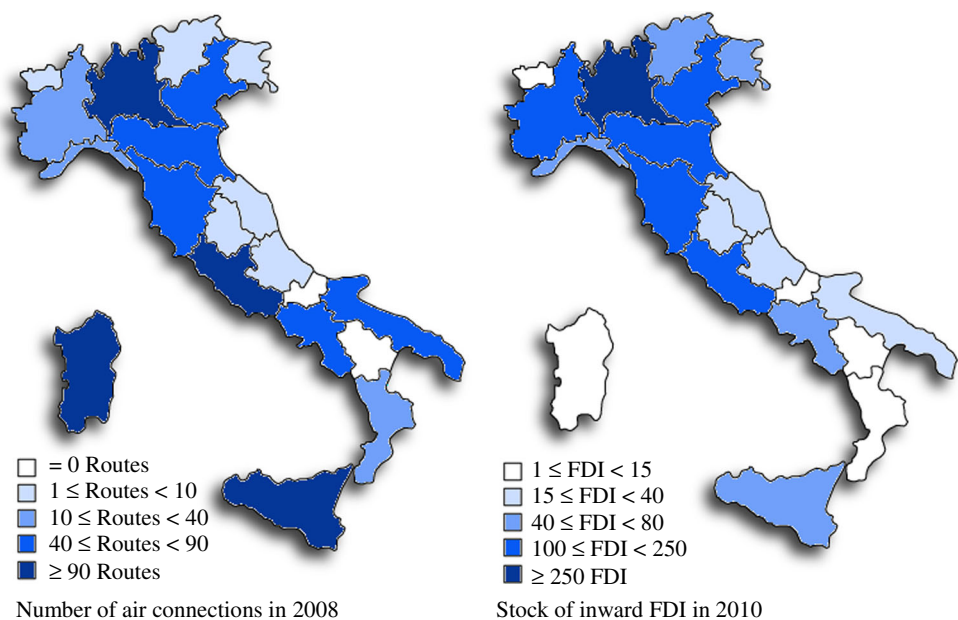 = 0 Routes
1 ≤ Routes < 10
10 ≤ Routes < 40
40 ≤ Routes < 90
≥ 90 Routes
Number of air connections in 2008
1 ≤ FDI < 15
15 ≤ FDI < 40
40 ≤ FDI < 80
100 ≤ FDI < 250
≥ 250 FDI
Stock of inward FDI in 2010